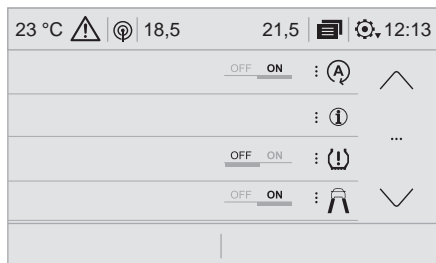 23 °C 18,5 21,5 12:13
OFF ON : A
: i
...
OFF ON : (!)
OFF ON :